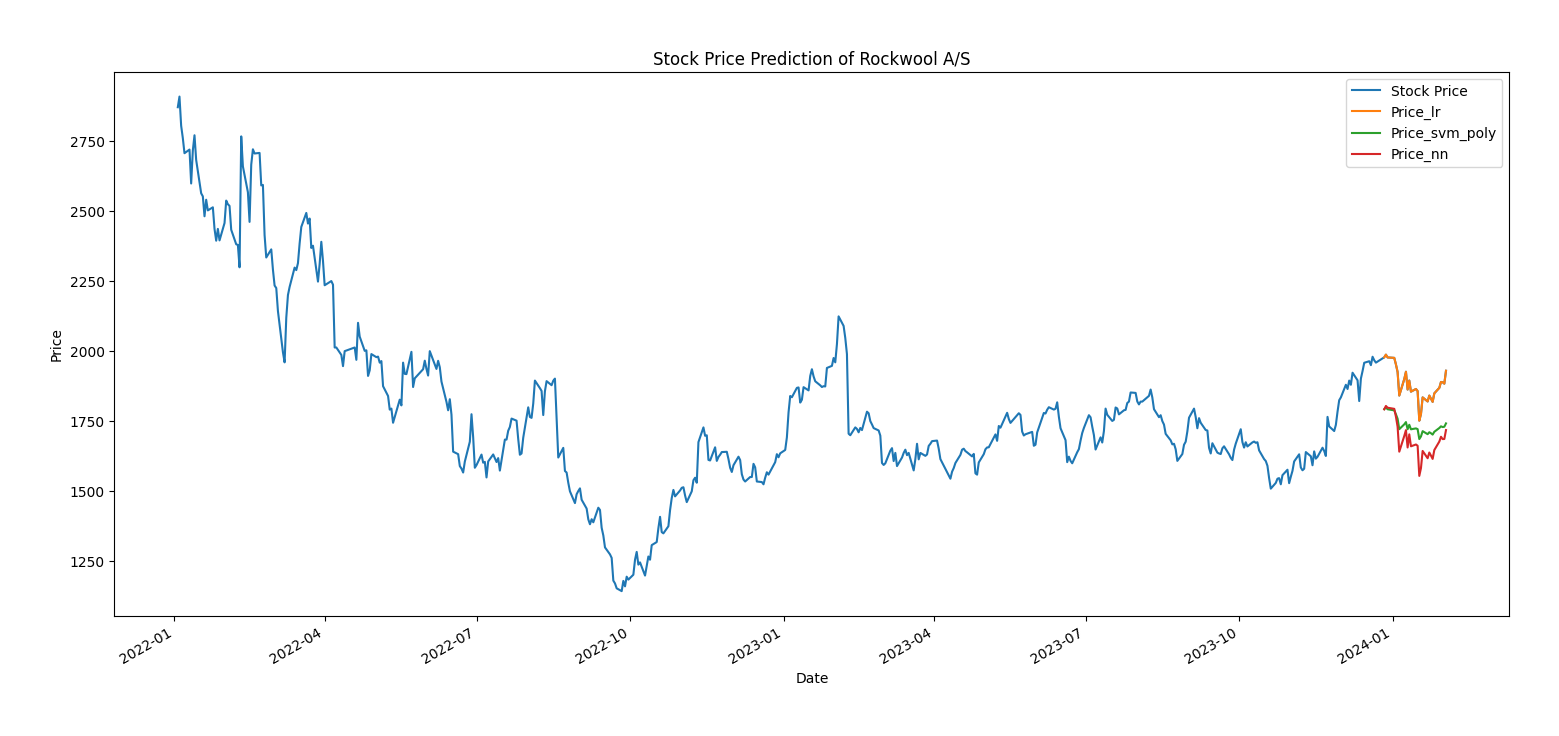 Stock Price Prediction of Rockwool A/S
Stock Price
Price_lr
Price_svm_poly
Price_nn
Price
2750
2500
2250
2000
1750
1500
1250
2022-01
2022-04
2022-07
2022-10
2023-01
2023-04
2023-07
2023-10
2024-01
Date